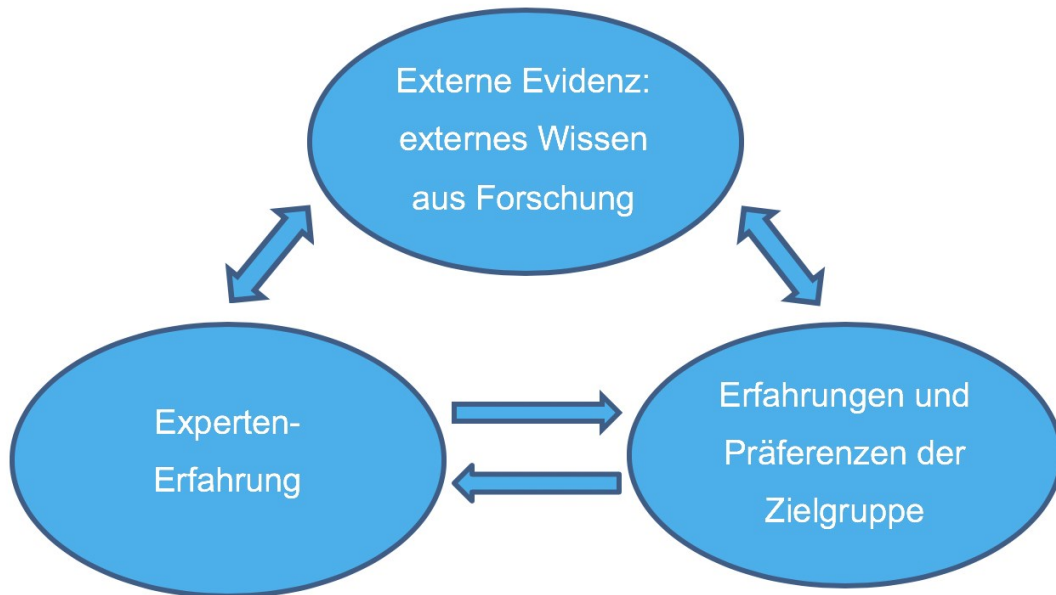 Externe Evidenz:
externes Wissen
aus Forschung
Experten-
Erfahrung
Erfahrungen und
Präferenzen der
Zielgruppe